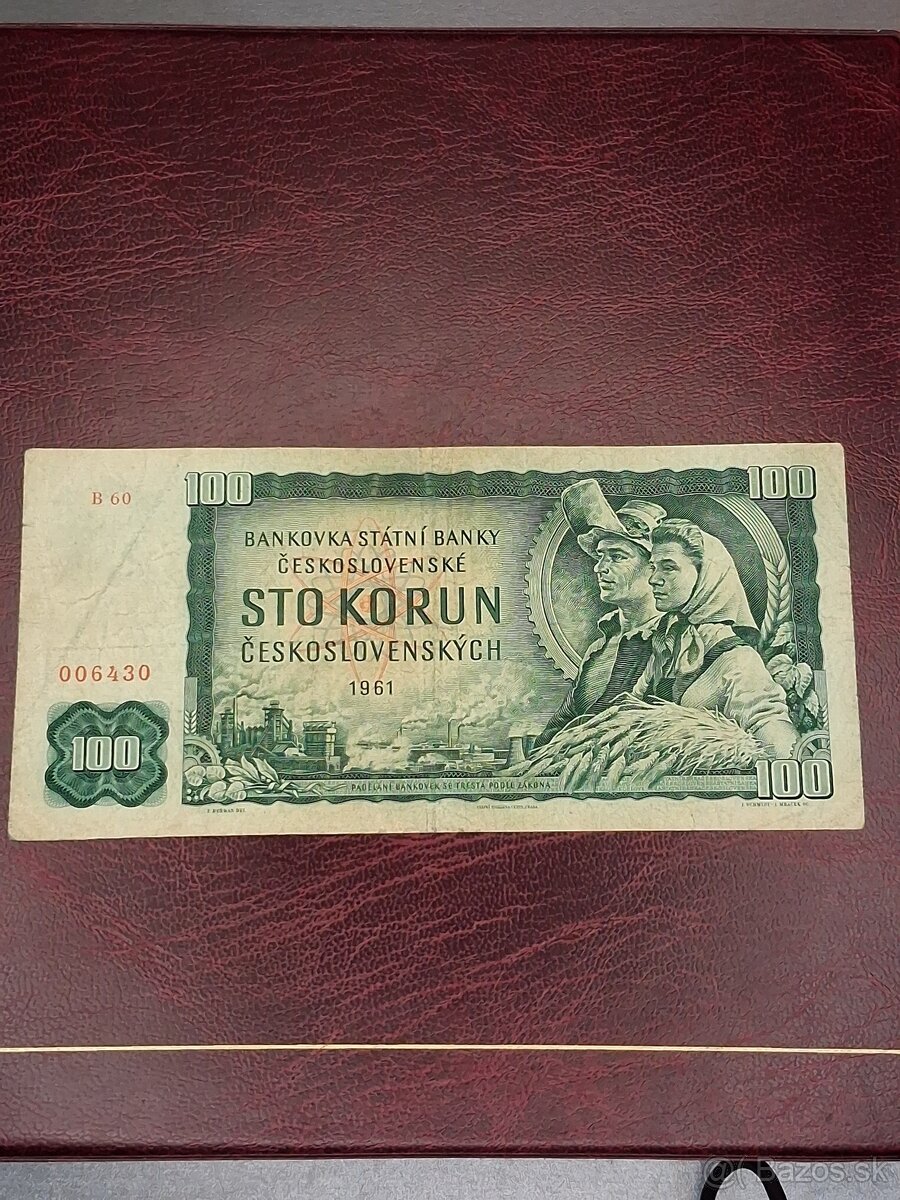 B 60
100
100
BANKOVKA STÁTNÍ BANKY
ČESKOSLOVENSKÉ
STO KORUN
ČESKOSLOVENSKÝCH
1961
006430
100
100
PADĚLÁNÍ BANKOVEK SE TRESTÁ PODLE ZÁKONA
Bazos.sk